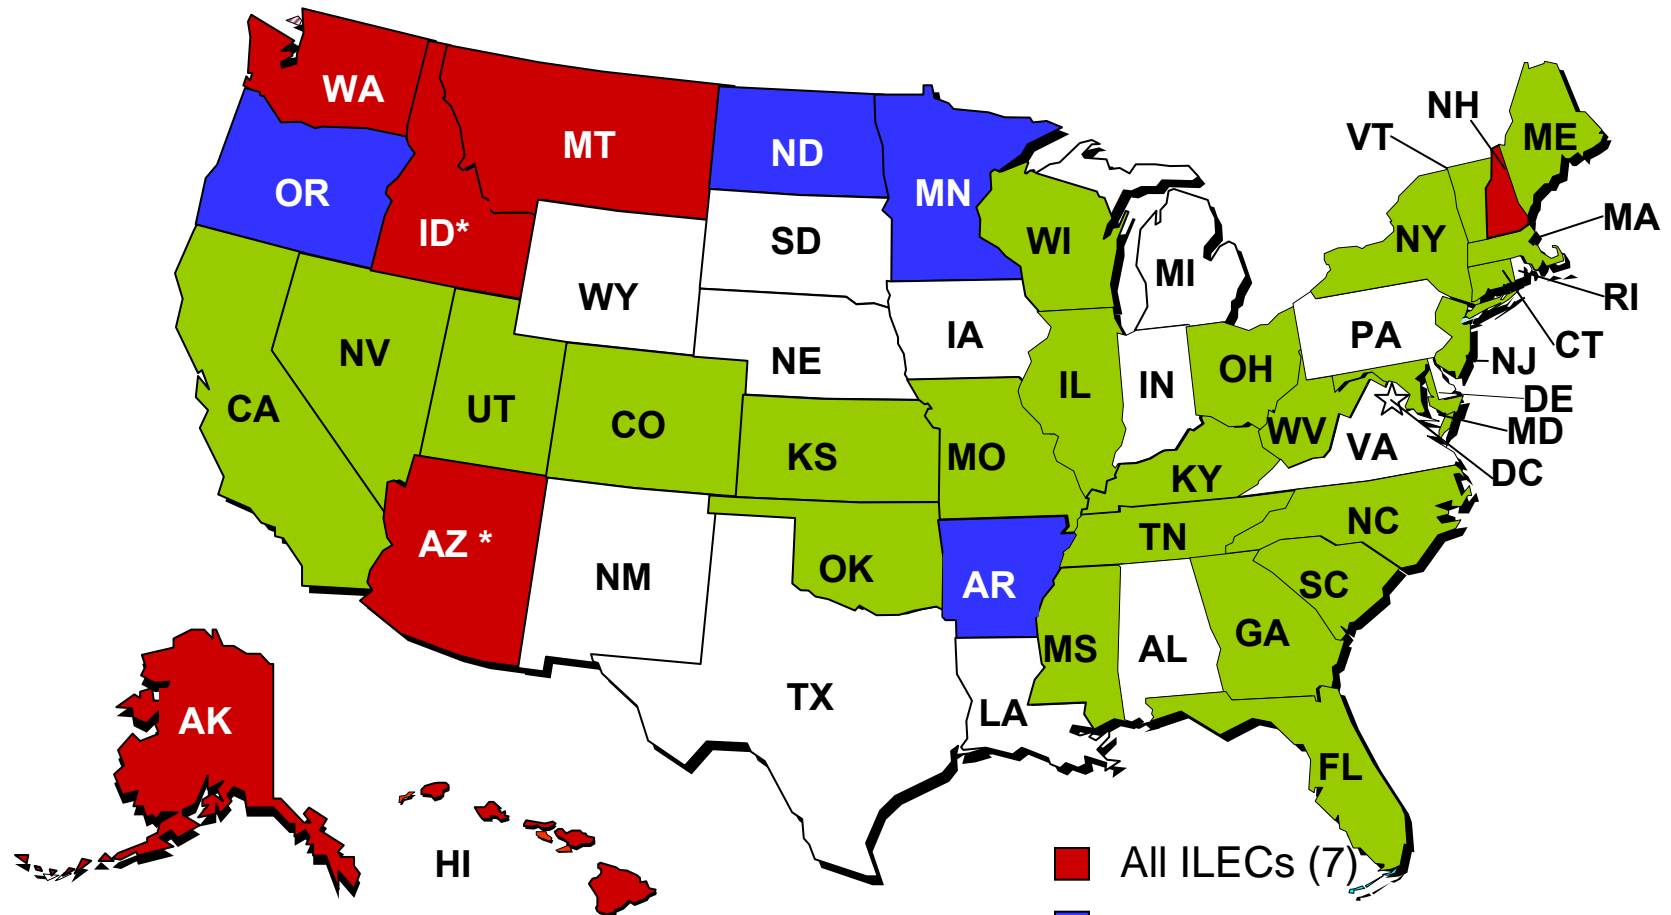 WA
MT
ND
MN
OR
ID*
SD
WI
MI
WY
IA
NE
NV
UT
CO
CA
KS
MO
IL
IN
OH
WV
KY
VA
PA
NY
VT
NH
ME
MA
RI
CT
NJ
DE
MD
DC
AZ *
NM
OK
AR
TN
NC
SC
MS
AL
GA
TX
LA
FL
AK
HI
All ILECs (7)